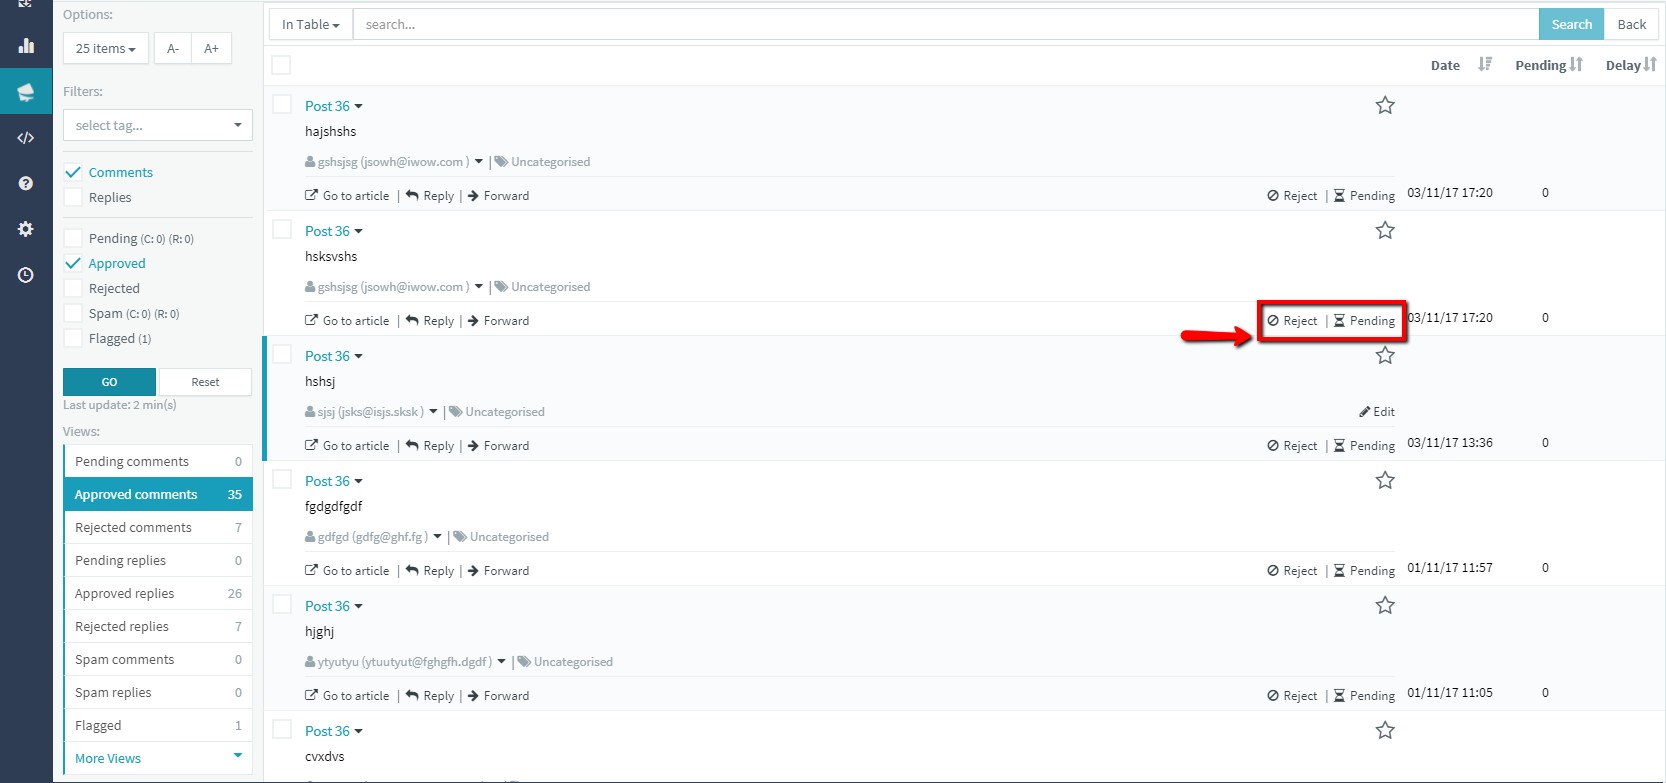 Options:
25 items
A-
A+
Filters:
select tag...
Comments
Replies
Pending (C: 0) (R: 0)
Approved
Rejected
Spam (C: 0) (R: 0)
Flagged (1)
GO
Reset
Last update: 2 min(s)
Views:
Pending comments 0
Approved comments 35
Rejected comments 7
Pending replies 0
Approved replies 26
Rejected replies 7
Spam comments 0
Spam replies 0
Flagged 1
More Views
In Table
search...
Search
Back
Date Pending Delay
Post 36
hajshshs
gshsjsg (jsowh@iwow.com ) | Uncategorised
Go to article | Reply | Forward
Reject | Pending
03/11/17 17:20 0
Post 36
hsksvshs
gshsjsg (jsowh@iwow.com ) | Uncategorised
Go to article | Reply | Forward
Reject | Pending
03/11/17 17:20 0
Post 36
hshsj
sjsj (jsks@isjs.sksk ) | Uncategorised
Edit
Go to article | Reply | Forward
Reject | Pending
03/11/17 13:36 0
Post 36
fgdgdfgdf
gdfgd (gdfg@ghf.fg ) | Uncategorised
Go to article | Reply | Forward
Reject | Pending
01/11/17 11:57 0
Post 36
hjghj
ytyutyu (ytuutyut@fghgfh.dgdf ) | Uncategorised
Go to article | Reply | Forward
Reject | Pending
01/11/17 11:05 0
Post 36
cvxdvs